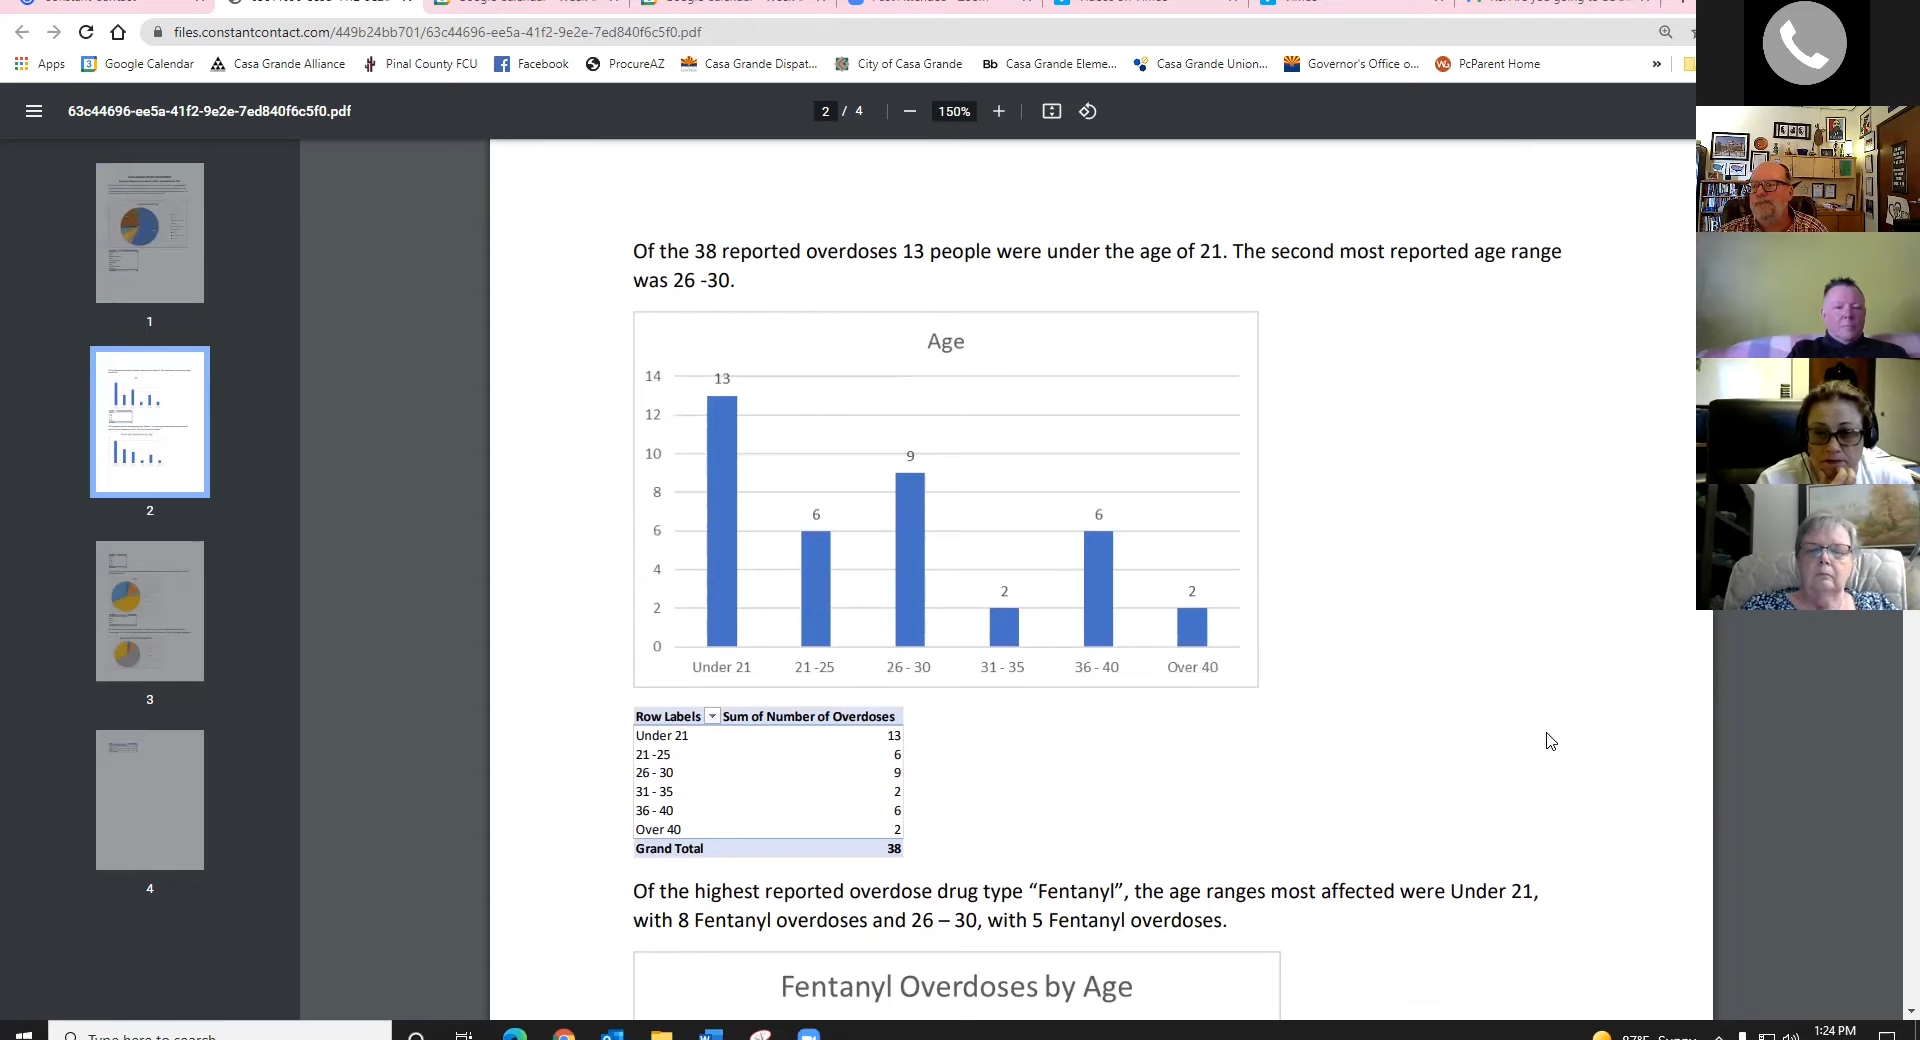 files.constantcontact.com/449b24bb701/63c44696-ee5a-41f2-9e2e-7ed840f6c5f0.pdf
Apps Google Calendar Casa Grande Alliance Pinal County FCU Facebook ProcureAZ Casa Grande Dispat... City of Casa Grande Bb Casa Grande Eleme... Casa Grande Union... Governor's Office o... PcParent Home »
63c44696-ee5a-41f2-9e2e-7ed840f6c5f0.pdf 2 / 4 150%
1
2
3
4
Of the 38 reported overdoses 13 people were under the age of 21. The second most reported age range
was 26 -30.
Age
14
12
10
8
6
4
2
0
13
6
9
2
6
2
Under 21 21 -25 26 - 30 31 - 35 36 - 40 Over 40
Row Labels Sum of Number of Overdoses
Under 21 13
21 -25 6
26 - 30 9
31 - 35 2
36 - 40 6
Over 40 2
Grand Total 38
Of the highest reported overdose drug type “Fentanyl”, the age ranges most affected were Under 21,
with 8 Fentanyl overdoses and 26 – 30, with 5 Fentanyl overdoses.
Fentanyl Overdoses by Age
Type here to search
1:24 PM